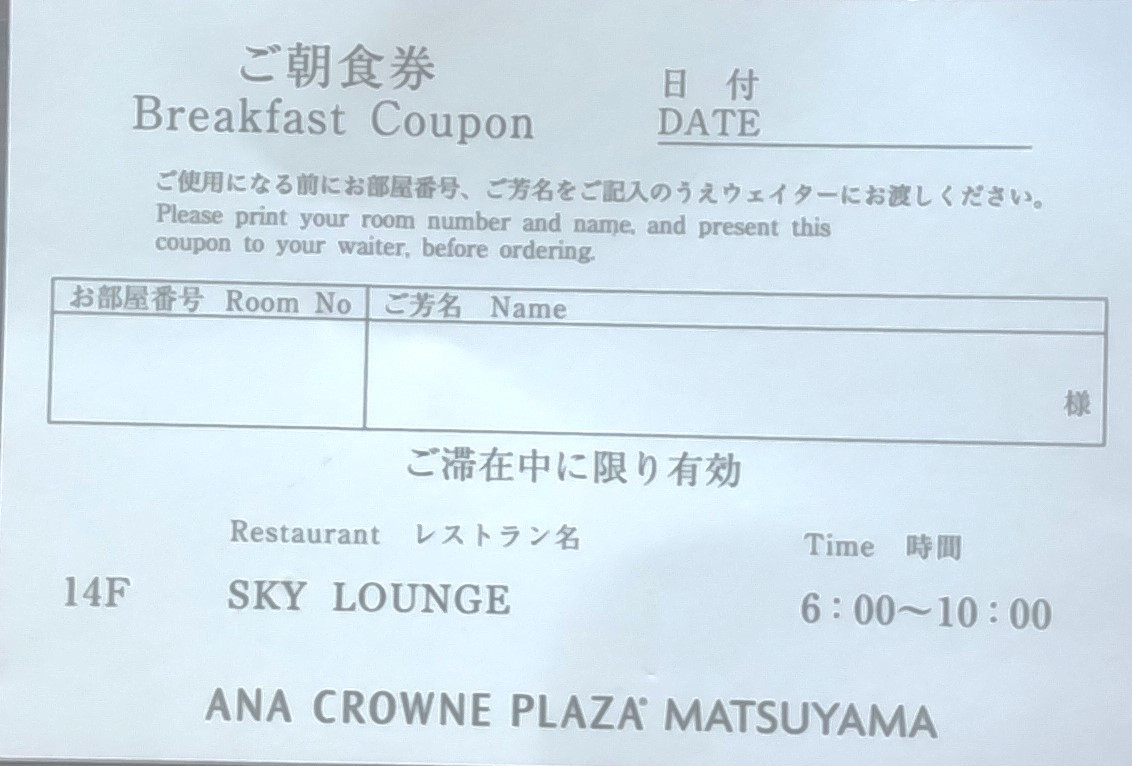 ご朝食券
Breakfast Coupon
日 付
DATE
ご使用になる前にお部屋番号、ご芳名をご記入のうえウェイターにお渡しください。
Please print your room number and name, and present this
coupon to your waiter, before ordering.
お部屋番号 Room No ご芳名 Name
様
ご滞在中に限り有効
Restaurant レストラン名 Time 時間
14F SKY LOUNGE 6：00〜10：00
ANA CROWNE PLAZA® MATSUYAMA